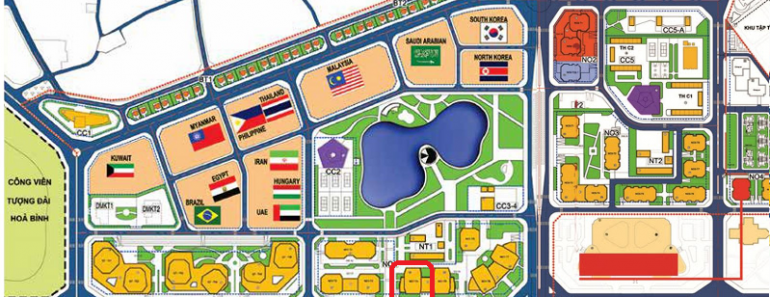 BT2
SOUTH KOREA
SAUDI ARABIAN
NORTH KOREA
CC5-A
KHU TẬP T
TH C2
CC5
NO2
BT1
MALAYSIA
THAILAND
PHILIPPINE
MYANMAR
CC1
TH C1
P2
NO3
NT2
KUWAIT
IRAN
EGYPT
HUNGARY
BRAZIL
UAE
CC2
CC3-4
CÔNG VIÊN
TƯỢNG ĐÀI
HOÀ BÌNH
DMKT1
DMKT2
NT1